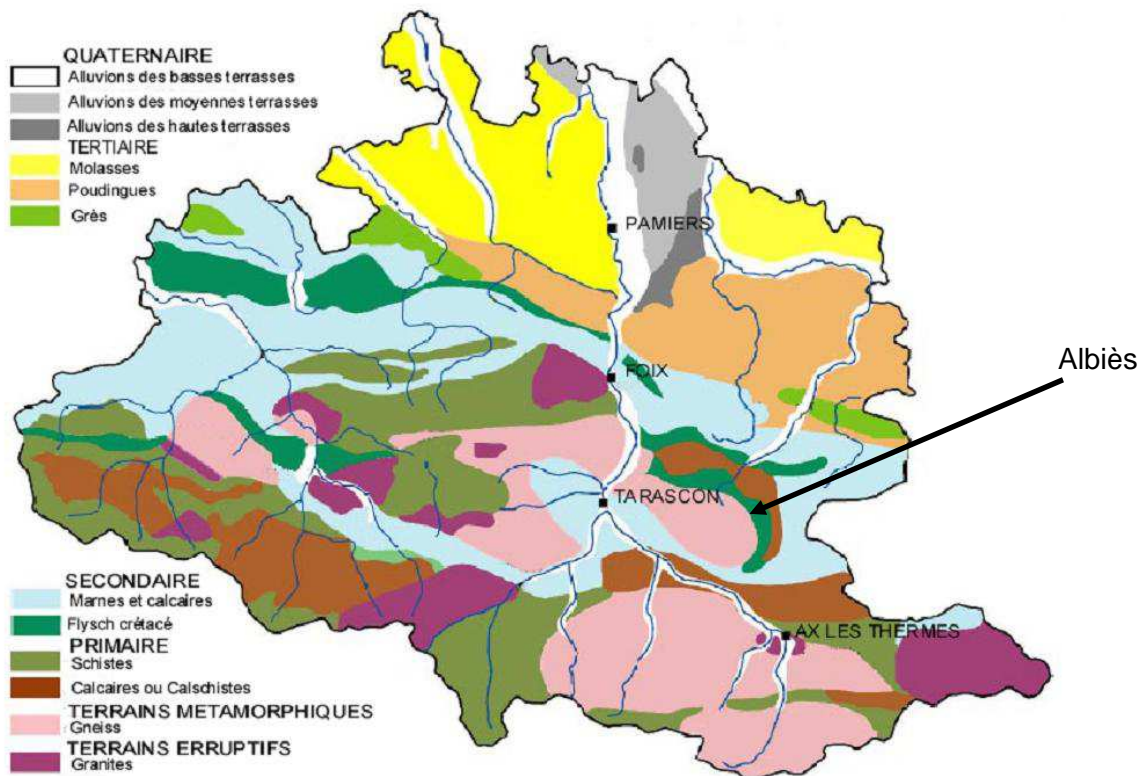 QUATERNAIRE
Alluvions des basses terrasses
Alluvions des moyennes terrasses
Alluvions des hautes terrasses
TERTIAIRE
Molasses
Poudingues
Grès
PAMIERS
Albiès
FOIX
TARASCON
AX LES THERMES
SECONDAIRE
Marnes et calcaires
Flysch crétacé
PRIMAIRE
Schistes
Calcaires ou Calschistes
TERRAINS METAMORPHIQUES
Gneiss
TERRAINS ERRUPTIFS
Granites